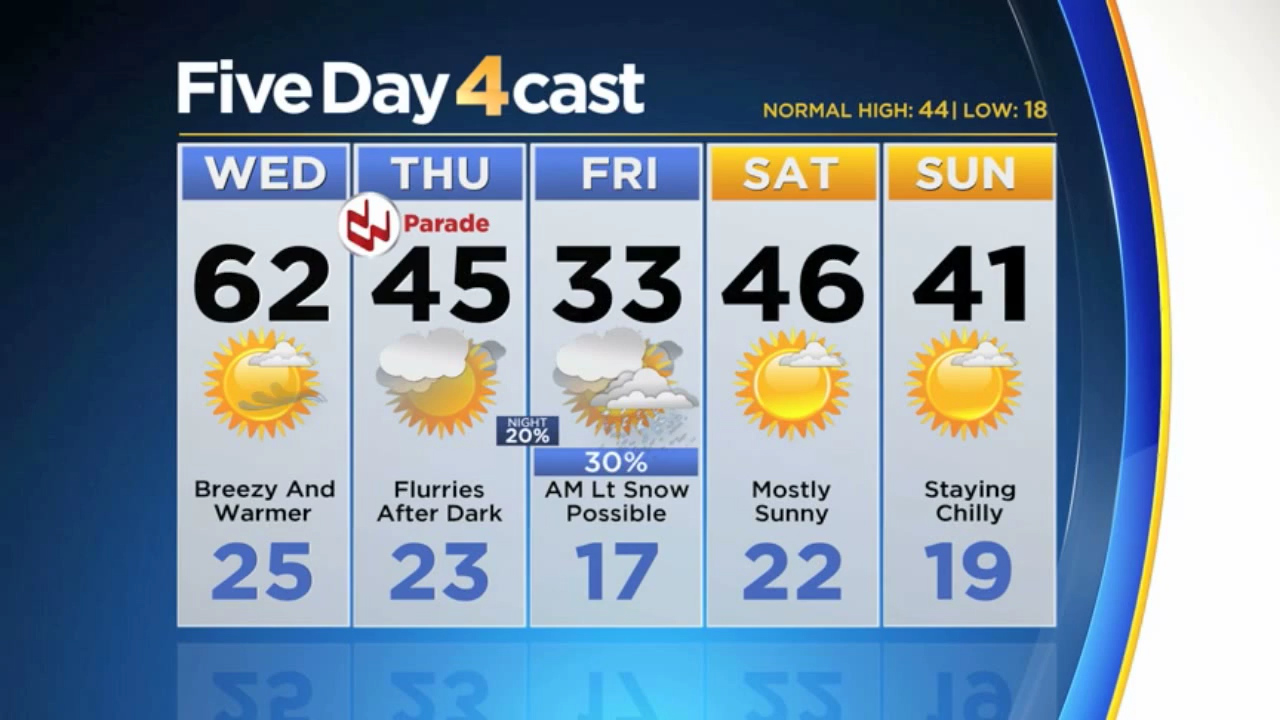 Five Day 4cast
NORMAL HIGH: 44 | LOW: 18
WED
THU
FRI
SAT
SUN
Parade
62
45
33
46
41
NIGHT
20%
30%
Breezy And
Warmer
Flurries
After Dark
AM Lt Snow
Possible
Mostly
Sunny
Staying
Chilly
25
23
17
22
19